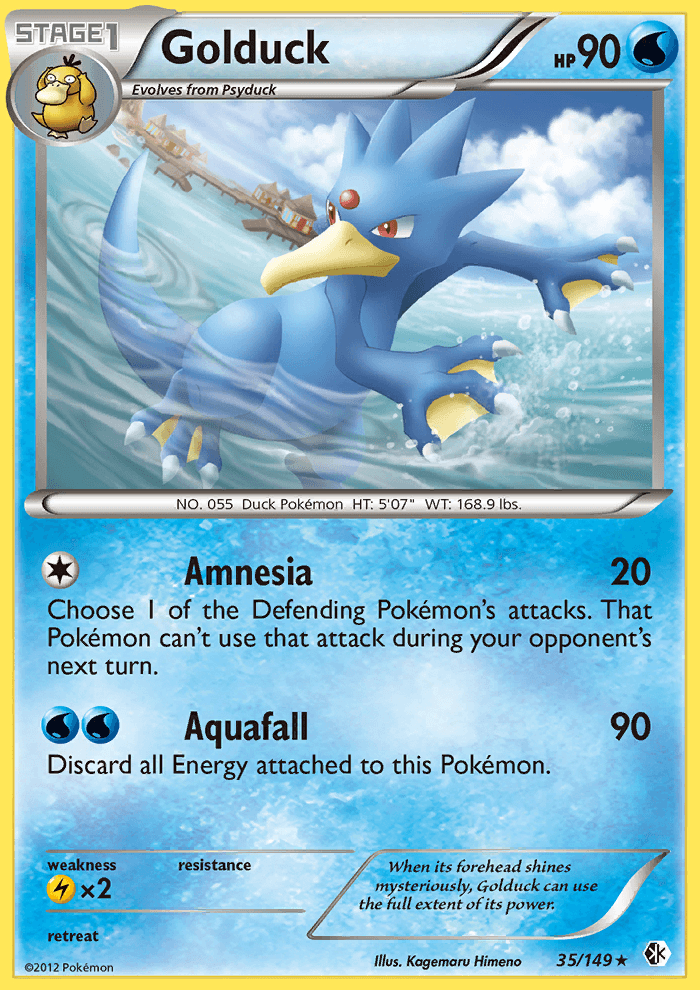 STAGE1
Golduck
HP90
Evolves from Psyduck
NO. 055 Duck Pokémon HT: 5'07" WT: 168.9 lbs.
Amnesia 20
Choose 1 of the Defending Pokémon's attacks. That
Pokémon can't use that attack during your opponent's
next turn.
Aquafall 90
Discard all Energy attached to this Pokémon.
weakness resistance
×2
retreat
When its forehead shines
mysteriously, Golduck can use
the full extent of its power.
©2012 Pokémon
Illus. Kagemaru Himeno
35/149 ★